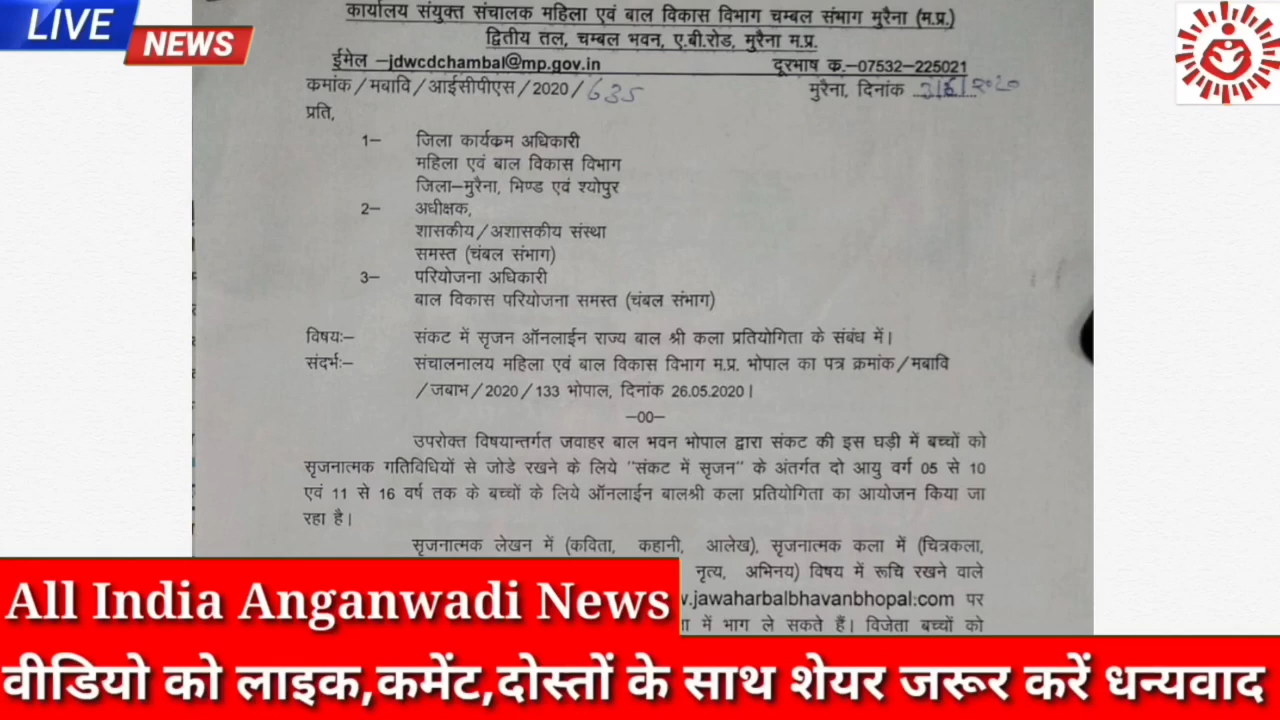 LIVE
NEWS
कार्यालय संयुक्त संचालक महिला एवं बाल विकास विभाग चम्बल संभाग मुरैना (म.प्र.)
द्वितीय तल, चम्बल भवन, ए.बी.रोड, मुरैना म.प्र.
ईमेल –jdwcdchambal@mp.gov.in दूरभाष क.–07532–225021
कमांक/मबावि/आईसीपीएस/2020/635 मुरैना, दिनांक 3/6/2020
प्रति,
1– जिला कार्यकम अधिकारी
महिला एवं बाल विकास विभाग
जिला–मुरैना, भिण्ड एवं श्योपुर
2– अधीक्षक,
शासकीय/अशासकीय संस्था
समस्त (चंबल संभाग)
3– परियोजना अधिकारी
बाल विकास परियोजना समस्त (चंबल संभाग)
विषयः– संकट में सृजन ऑनलाईन राज्य बाल श्री कला प्रतियोगिता के संबंध में।
संदर्भः– संचालनालय महिला एवं बाल विकास विभाग म.प्र. भोपाल का पत्र क्रमांक/मबावि
/जबाभ/2020/133 भोपाल, दिनांक 26.05.2020।
–00–
उपरोक्त विषयान्तर्गत जवाहर बाल भवन भोपाल द्वारा संकट की इस घड़ी में बच्चों को
सृजनात्मक गतिविधियों से जोडे रखने के लिये "संकट में सृजन" के अंतर्गत दो आयु वर्ग 05 से 10
एवं 11 से 16 वर्ष तक के बच्चों के लिये ऑनलाईन बालश्री कला प्रतियोगिता का आयोजन किया जा
रहा है।
सृजनात्मक लेखन में (कविता, कहानी, आलेख), सृजनात्मक कला में (चित्रकला,
नृत्य, अभिनय) विषय में रूचि रखने वाले
.jawaharbalbhavanbhopal.com पर
में भाग ले सकते हैं। विजेता बच्चों को
All India Anganwadi News
वीडियो को लाइक,कमेंट,दोस्तों के साथ शेयर जरूर करें धन्यवाद